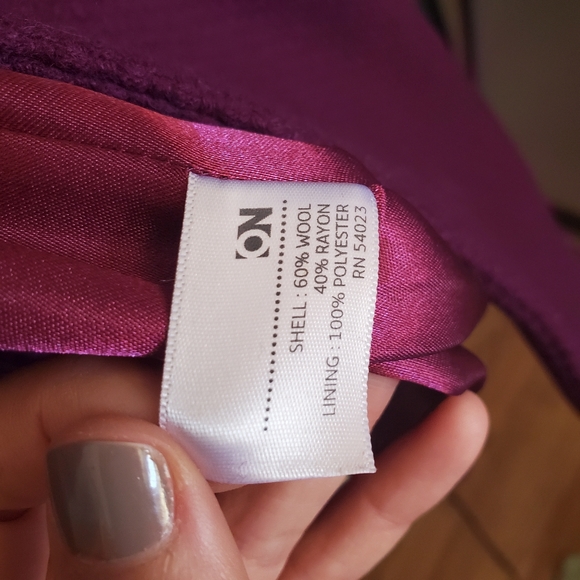 ON
SHELL : 60% WOOL
40% RAYON
LINING : 100% POLYESTER
RN 54023